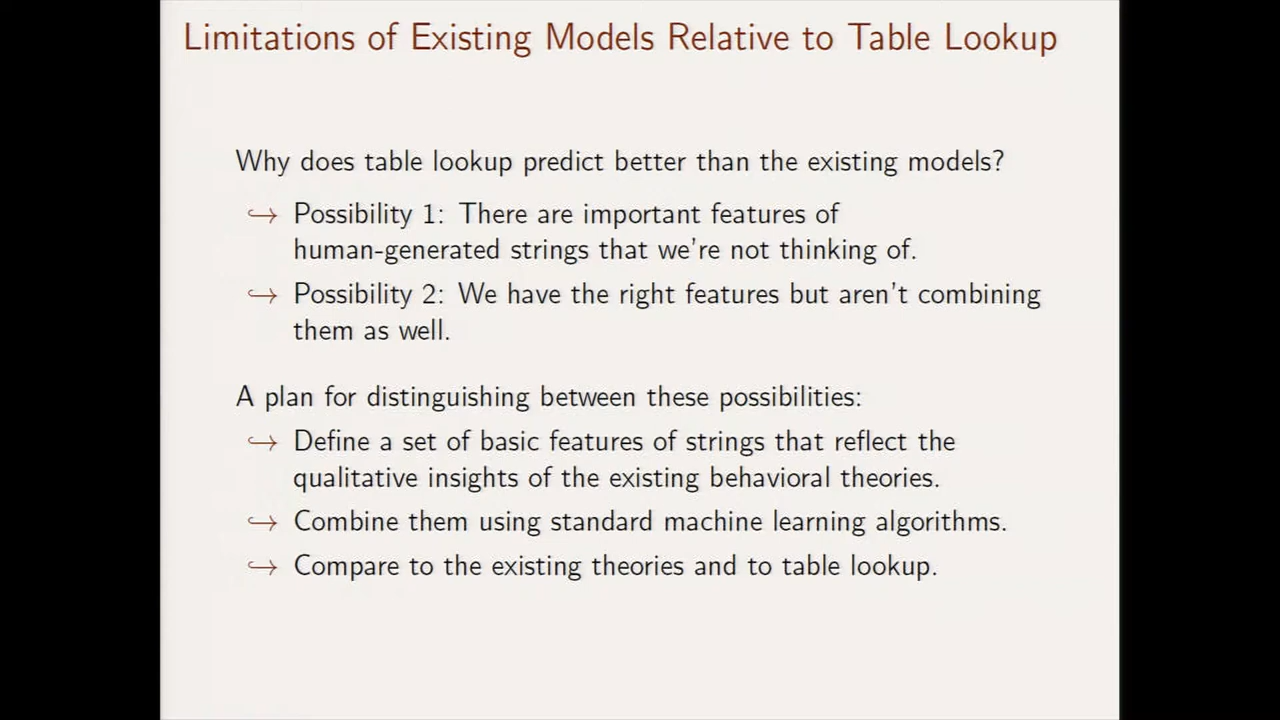 Limitations of Existing Models Relative to Table Lookup
Why does table lookup predict better than the existing models?
↪ Possibility 1: There are important features of
human-generated strings that we're not thinking of.
↪ Possibility 2: We have the right features but aren't combining
them as well.
A plan for distinguishing between these possibilities:
↪ Define a set of basic features of strings that reflect the
qualitative insights of the existing behavioral theories.
↪ Combine them using standard machine learning algorithms.
↪ Compare to the existing theories and to table lookup.